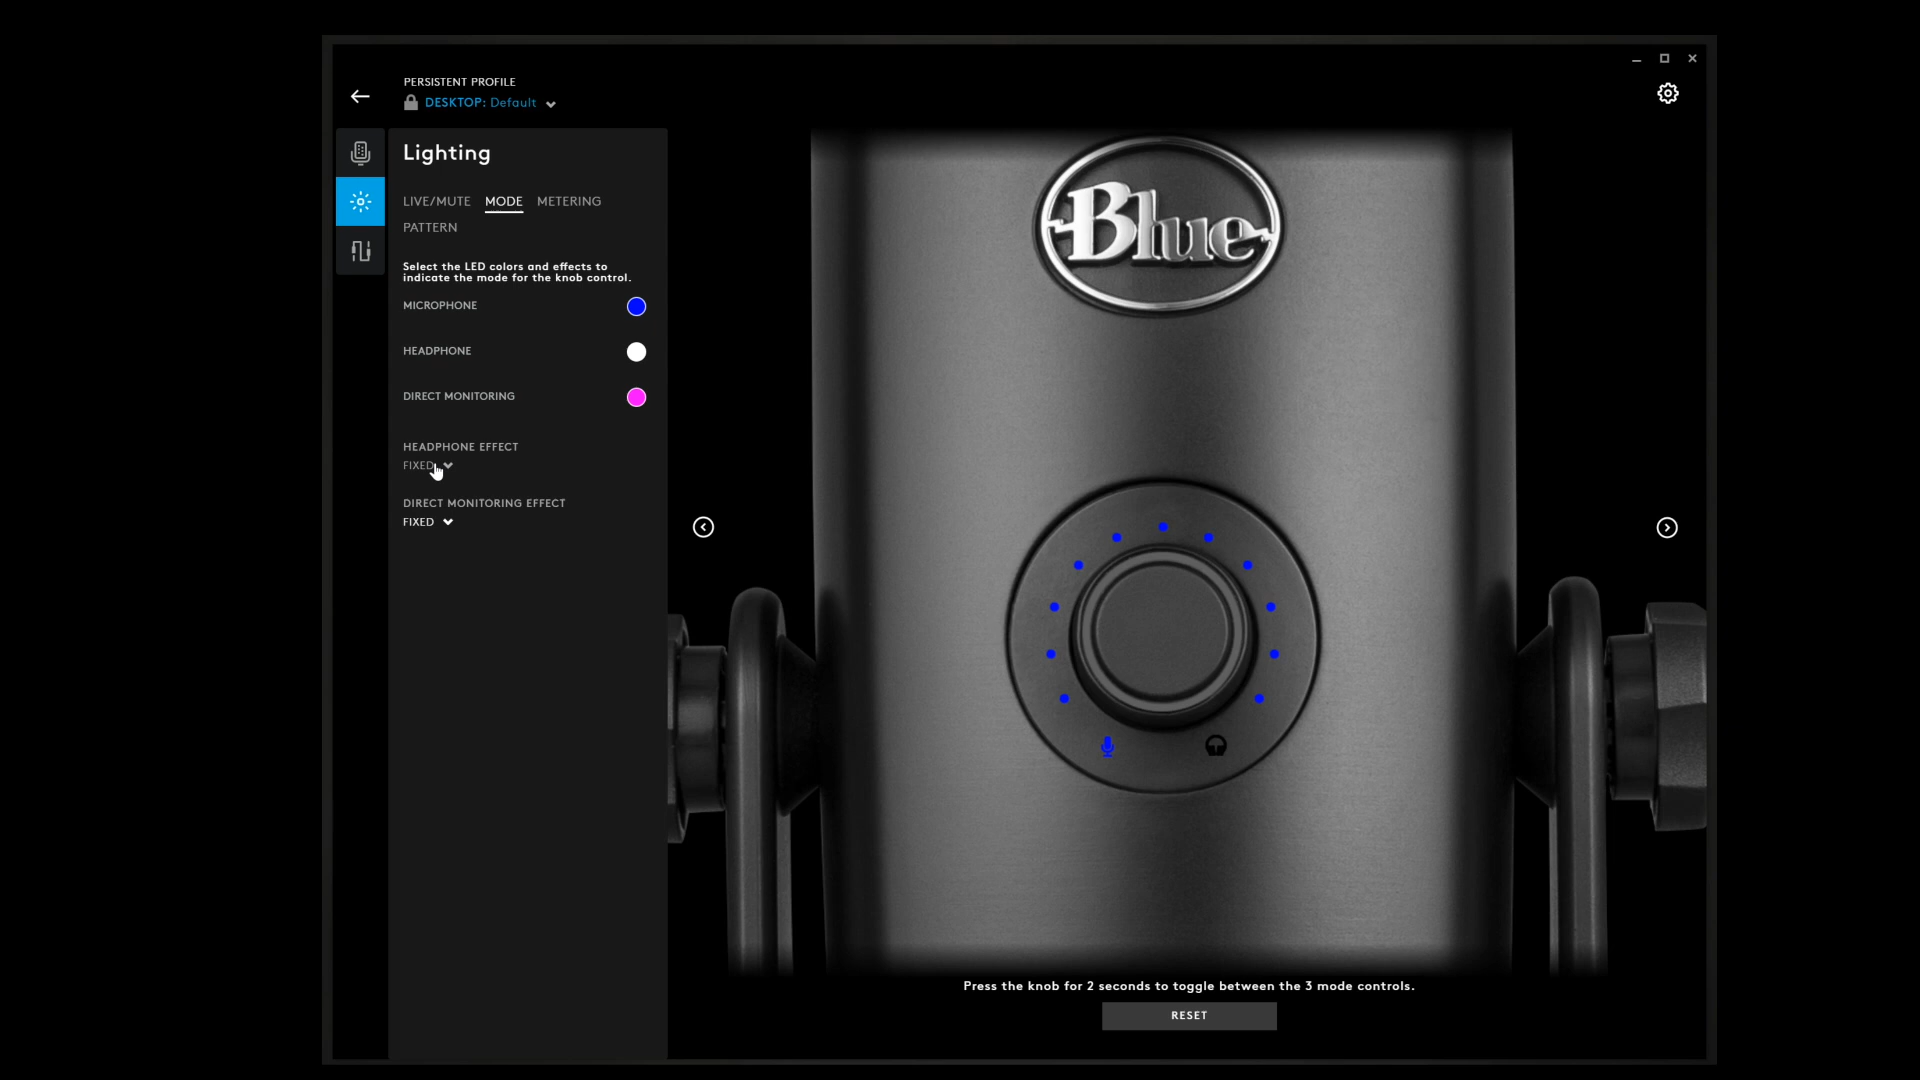 PERSISTENT PROFILE
DESKTOP: Default
Lighting
LIVE/MUTE MODE METERING
PATTERN
Select the LED colors and effects to
indicate the mode for the knob control.
MICROPHONE
HEADPHONE
DIRECT MONITORING
HEADPHONE EFFECT
FIXED
DIRECT MONITORING EFFECT
FIXED
Blue
Press the knob for 2 seconds to toggle between the 3 mode controls.
RESET